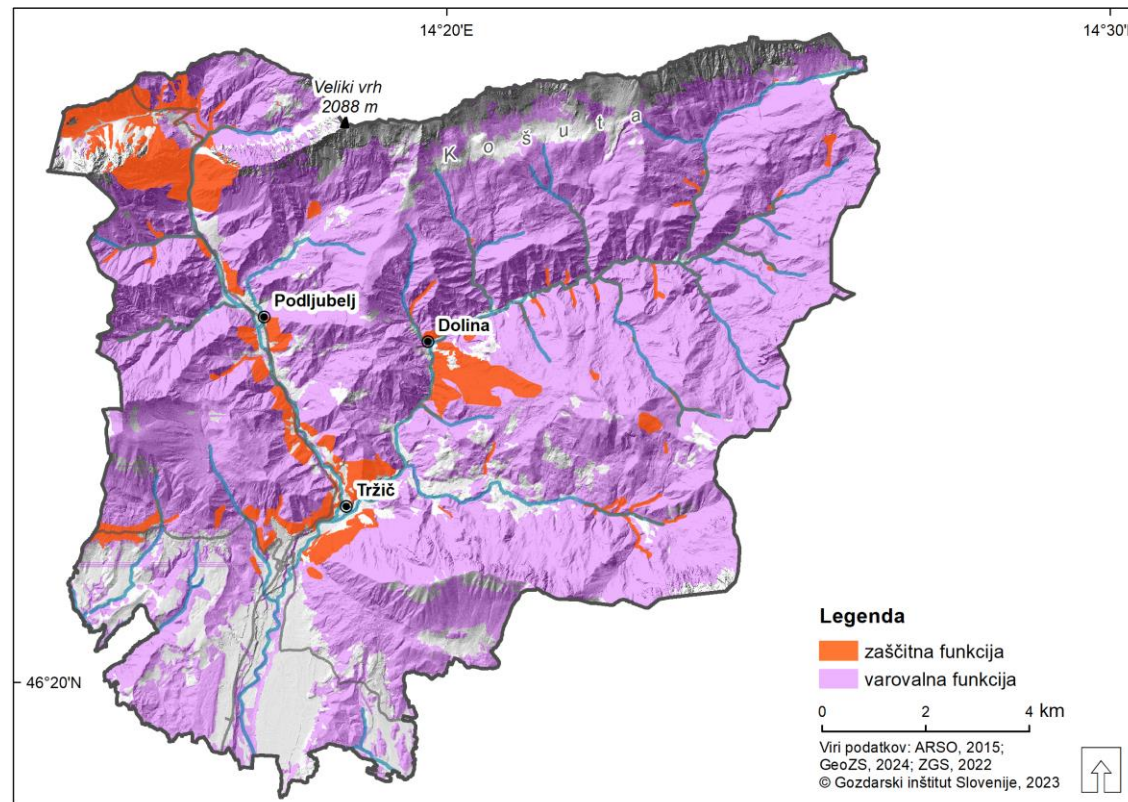 14°20'E
14°30'E
Veliki vrh
2088 m
Košuta
Podljubelj
Dolina
Tržič
46°20'N
Legenda
zaščitna funkcija
varovalna funkcija
0 2 4 km
Viri podatkov: ARSO, 2015;
GeoZS, 2024; ZGS, 2022
© Gozdarski inštitut Slovenije, 2023